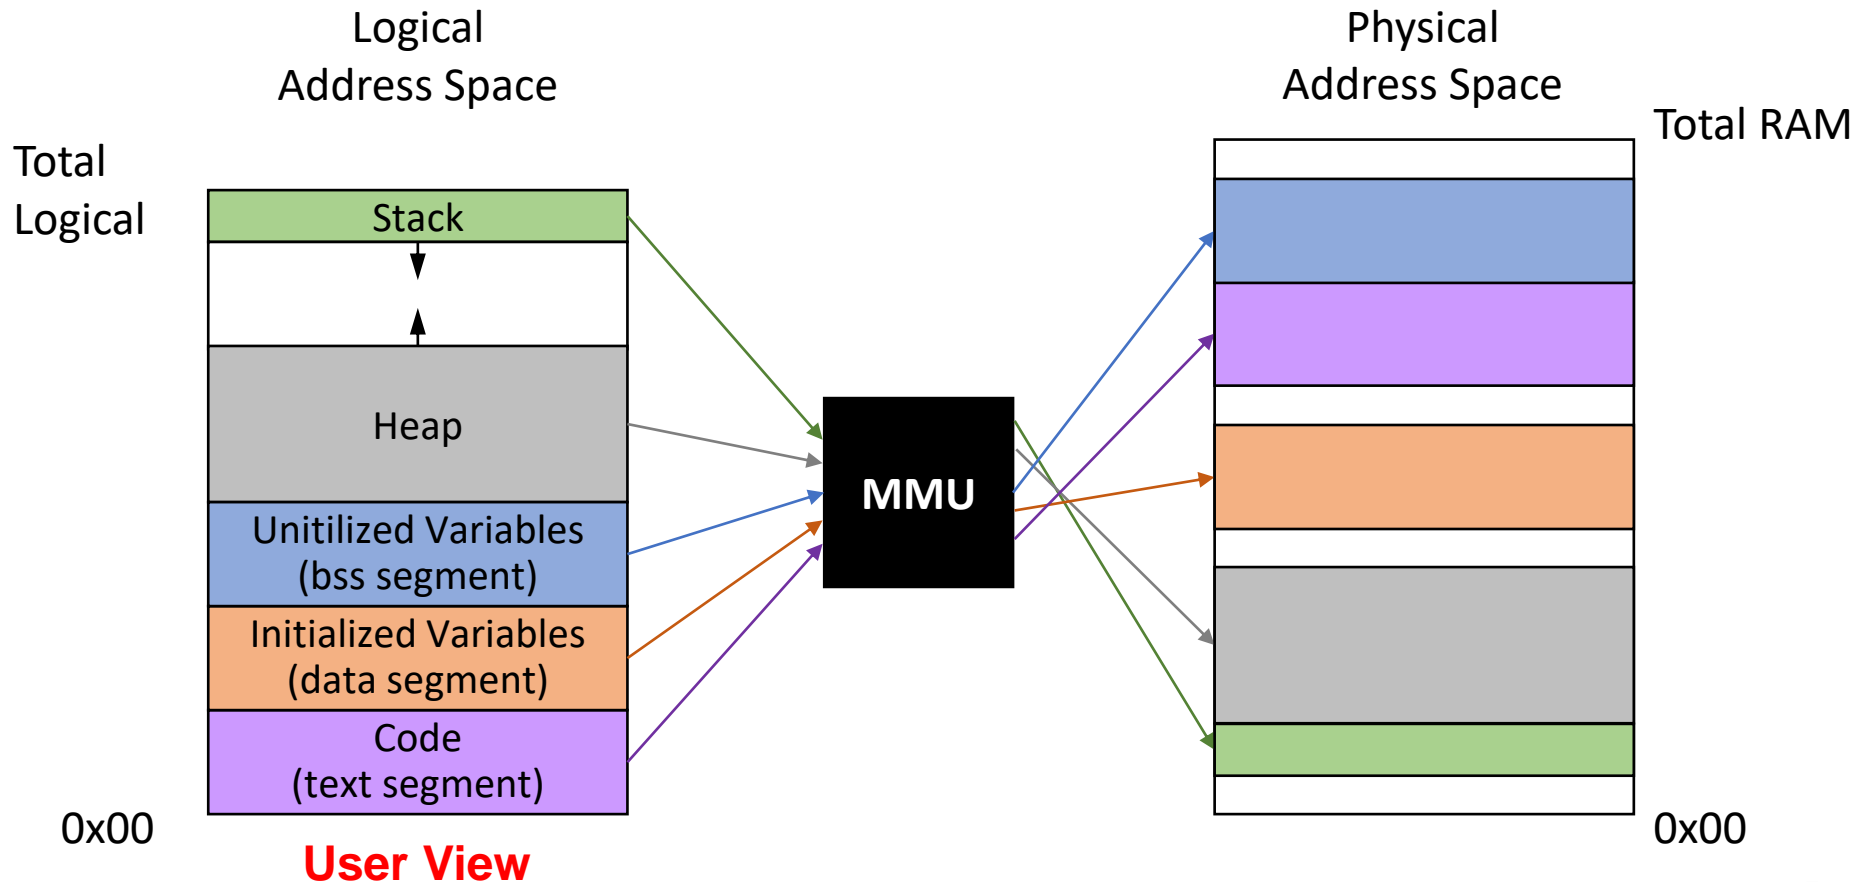 Logical
Address Space
Physical
Address Space
Total RAM
Total
Logical
Stack
Heap
MMU
Unitilized Variables
(bss segment)
Initialized Variables
(data segment)
Code
(text segment)
0x00
0x00
User View